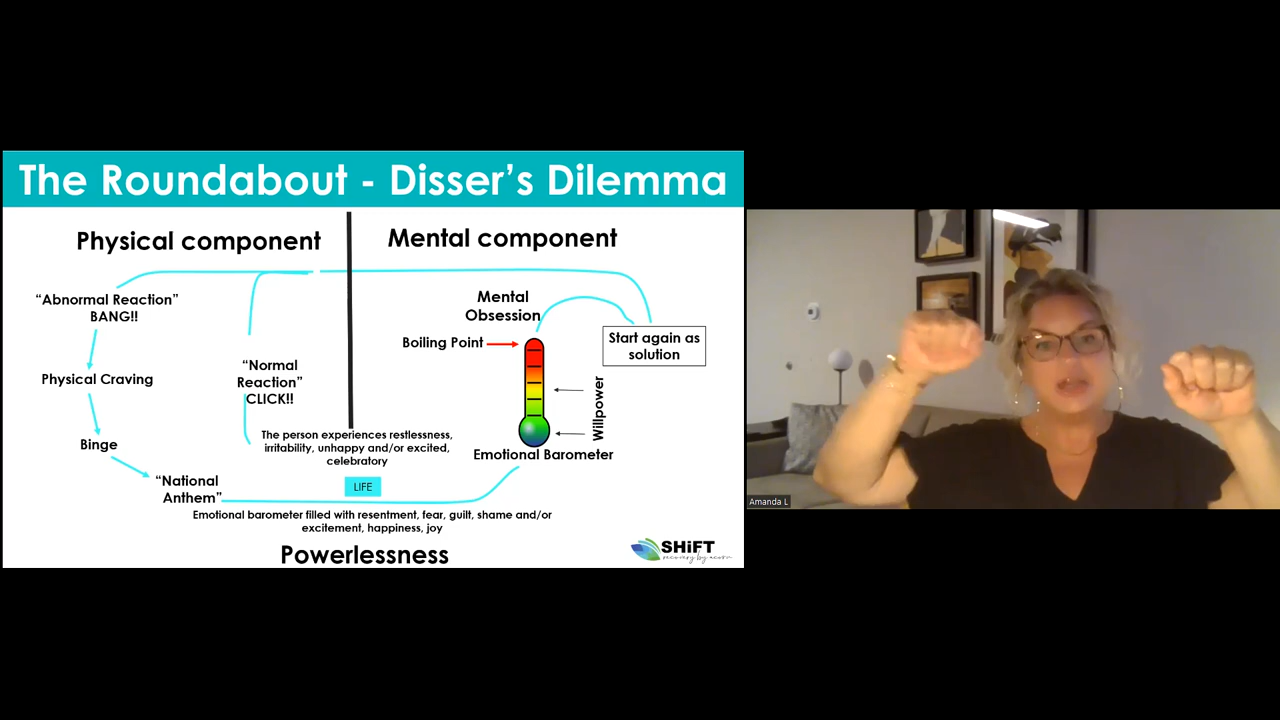 The Roundabout - Disser's Dilemma
Physical component
Mental component
“Abnormal Reaction”
BANG!!
Physical Craving
Binge
“National
Anthem”
“Normal
Reaction”
CLICK!!
Mental
Obsession
Boiling Point
Start again as
solution
Willpower
Emotional Barometer
The person experiences restlessness,
irritability, unhappy and/or excited,
celebratory
LIFE
Emotional barometer filled with resentment, fear, guilt, shame and/or
excitement, happiness, joy
Powerlessness
SHiFT
recovery by acorn
Amanda L